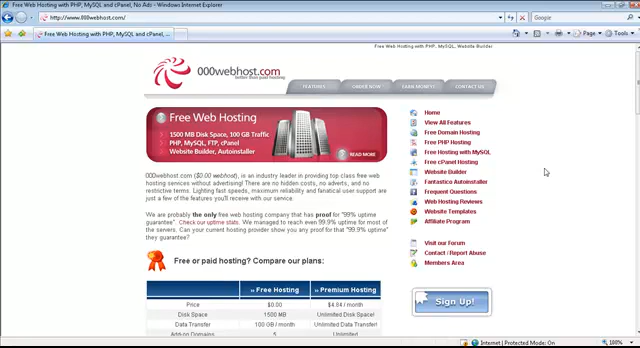 Free Web Hosting with PHP, MySQL and cPanel, No Ads - Windows Internet Explorer
http://www.000webhost.com/
Google
Free Web Hosting with PHP, MySQL and cPanel, ...
Page
Tools
Free Web Hosting with PHP, MySQL, Website Builder
000webhost.com
better than paid hosting
FEATURES
ORDER NOW
EARN MONEY!
CONTACT US
Free Web Hosting
1500 MB Disk Space, 100 GB Traffic
PHP, MySQL, FTP, cPanel
Website Builder, Autoinstaller
READ MORE
Home
View All Features
Free Domain Hosting
Free PHP Hosting
Free Hosting with MySQL
Free cPanel Hosting
Website Builder
Fantastico Autoinstaller
Frequent Questions
Web Hosting Reviews
Website Templates
Affiliate Program
Visit our Forum
Contact / Report Abuse
Members Area
Sign Up!
000webhost.com ($0.00 webhost), is an industry leader in providing top class free web
hosting services without advertising! There are no hidden costs, no adverts, and no
restrictive terms. Lighting fast speeds, maximum reliability and fanatical user support are
just a few of the features you'll receive with our service.
We are probably the only free web hosting company that has proof for "99% uptime
guarantee". Check our uptime stats. We managed to reach even 99.9% uptime for most of the
servers. Can your current hosting provider show you any proof for that "99.9% uptime"
they guarantee?
Free or paid hosting? Compare our plans:
Free Hosting Premium Hosting
Price $0.00 $4.84 / month
Disk Space 1500 MB Unlimited Disk Space!
Data Transfer 100 GB / month Unlimited Data Transfer!
Add-on Domains 5 Unlimited
Internet | Protected Mode: On
100%